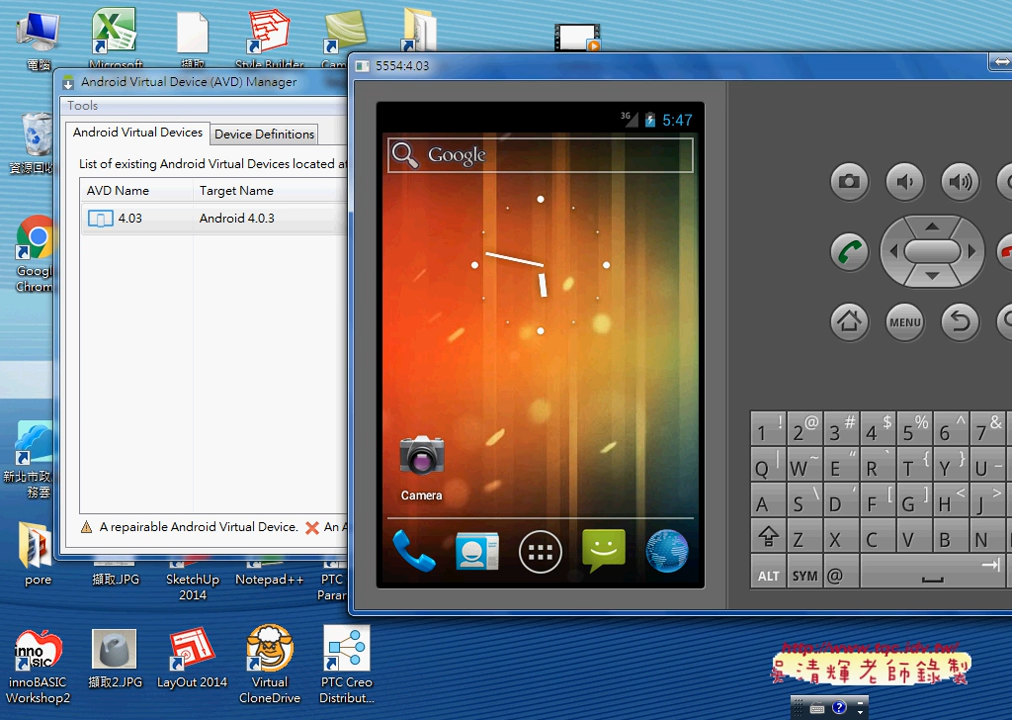 電腦
Microsoft
擷取
Style Builder
Cam
Android Virtual Device (AVD) Manager
Tools
Android Virtual Devices
Device Definitions
List of existing Android Virtual Devices located at
AVD Name
Target Name
4.03
Android 4.0.3
A repairable Android Virtual Device.
An A
資源回收
Google
Chrom
新北市政
務雲
pore
擷取.JPG
SketchUp
2014
Notepad++
PTC
Param
innoBASIC
Workshop2
擷取2.JPG
LayOut 2014
Virtual
CloneDrive
PTC Creo
Distribut...
5554:4.03
3G
5:47
Google
Camera
MENU
1 ! 2 @ 3 # 4 $ 5 % 6 ^ 7 &
Q | W ~ E " R ` T { Y } U _
A S \ D ' F [ G ] H < J >
Z X C V B N
ALT SYM @
http://www.tqc.idv.tw/
吳清輝老師錄製